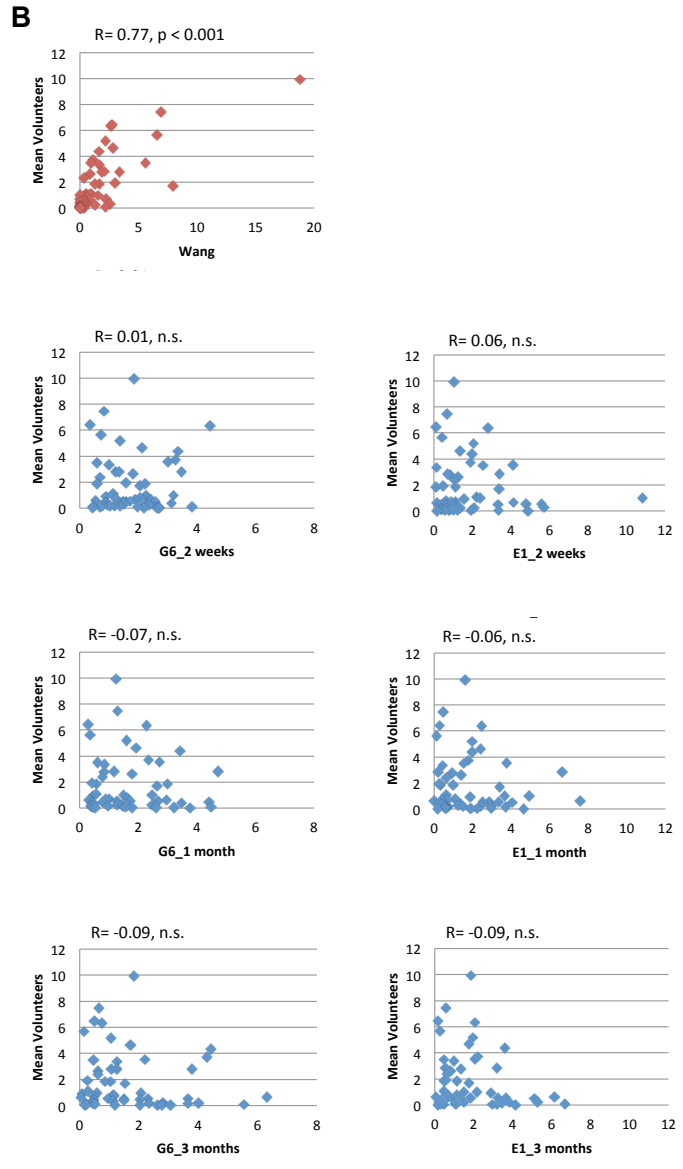 B
R= 0.77, p < 0.001
12
10
8
6
4
2
0
Mean Volunteers
0 5 10 15 20
Wang
R= 0.01, n.s.
12
10
8
6
4
2
0
Mean Volunteers
0 2 4 6 8
G6_2 weeks
R= 0.06, n.s.
12
10
8
6
4
2
0
Mean Volunteers
0 2 4 6 8 10 12
E1_2 weeks
R= -0.07, n.s.
12
10
8
6
4
2
0
Mean Volunteers
0 2 4 6 8
G6_1 month
R= -0.06, n.s.
12
10
8
6
4
2
0
Mean Volunteers
0 2 4 6 8 10 12
E1_1 month
R= -0.09, n.s.
12
10
8
6
4
2
0
Mean Volunteers
0 2 4 6 8
G6_3 months
R= -0.09, n.s.
12
10
8
6
4
2
0
Mean Volunteers
0 2 4 6 8 10 12
E1_3 months